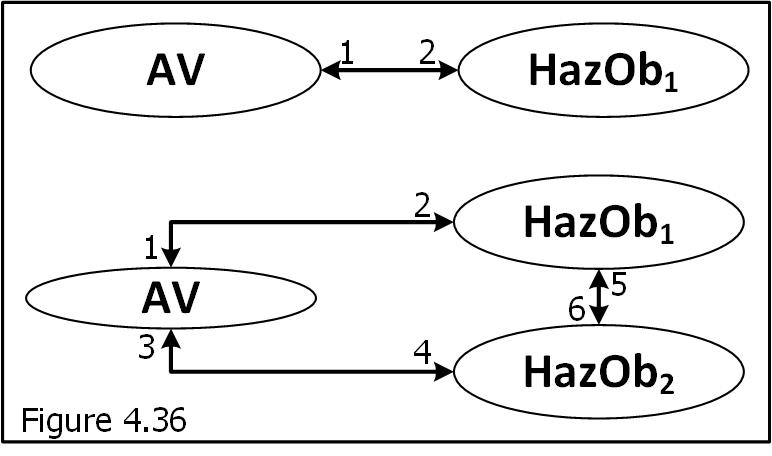 AV 1 2 HazOb₁
2 HazOb₁
1
AV
5
6
3
4 HazOb₂
Figure 4.36